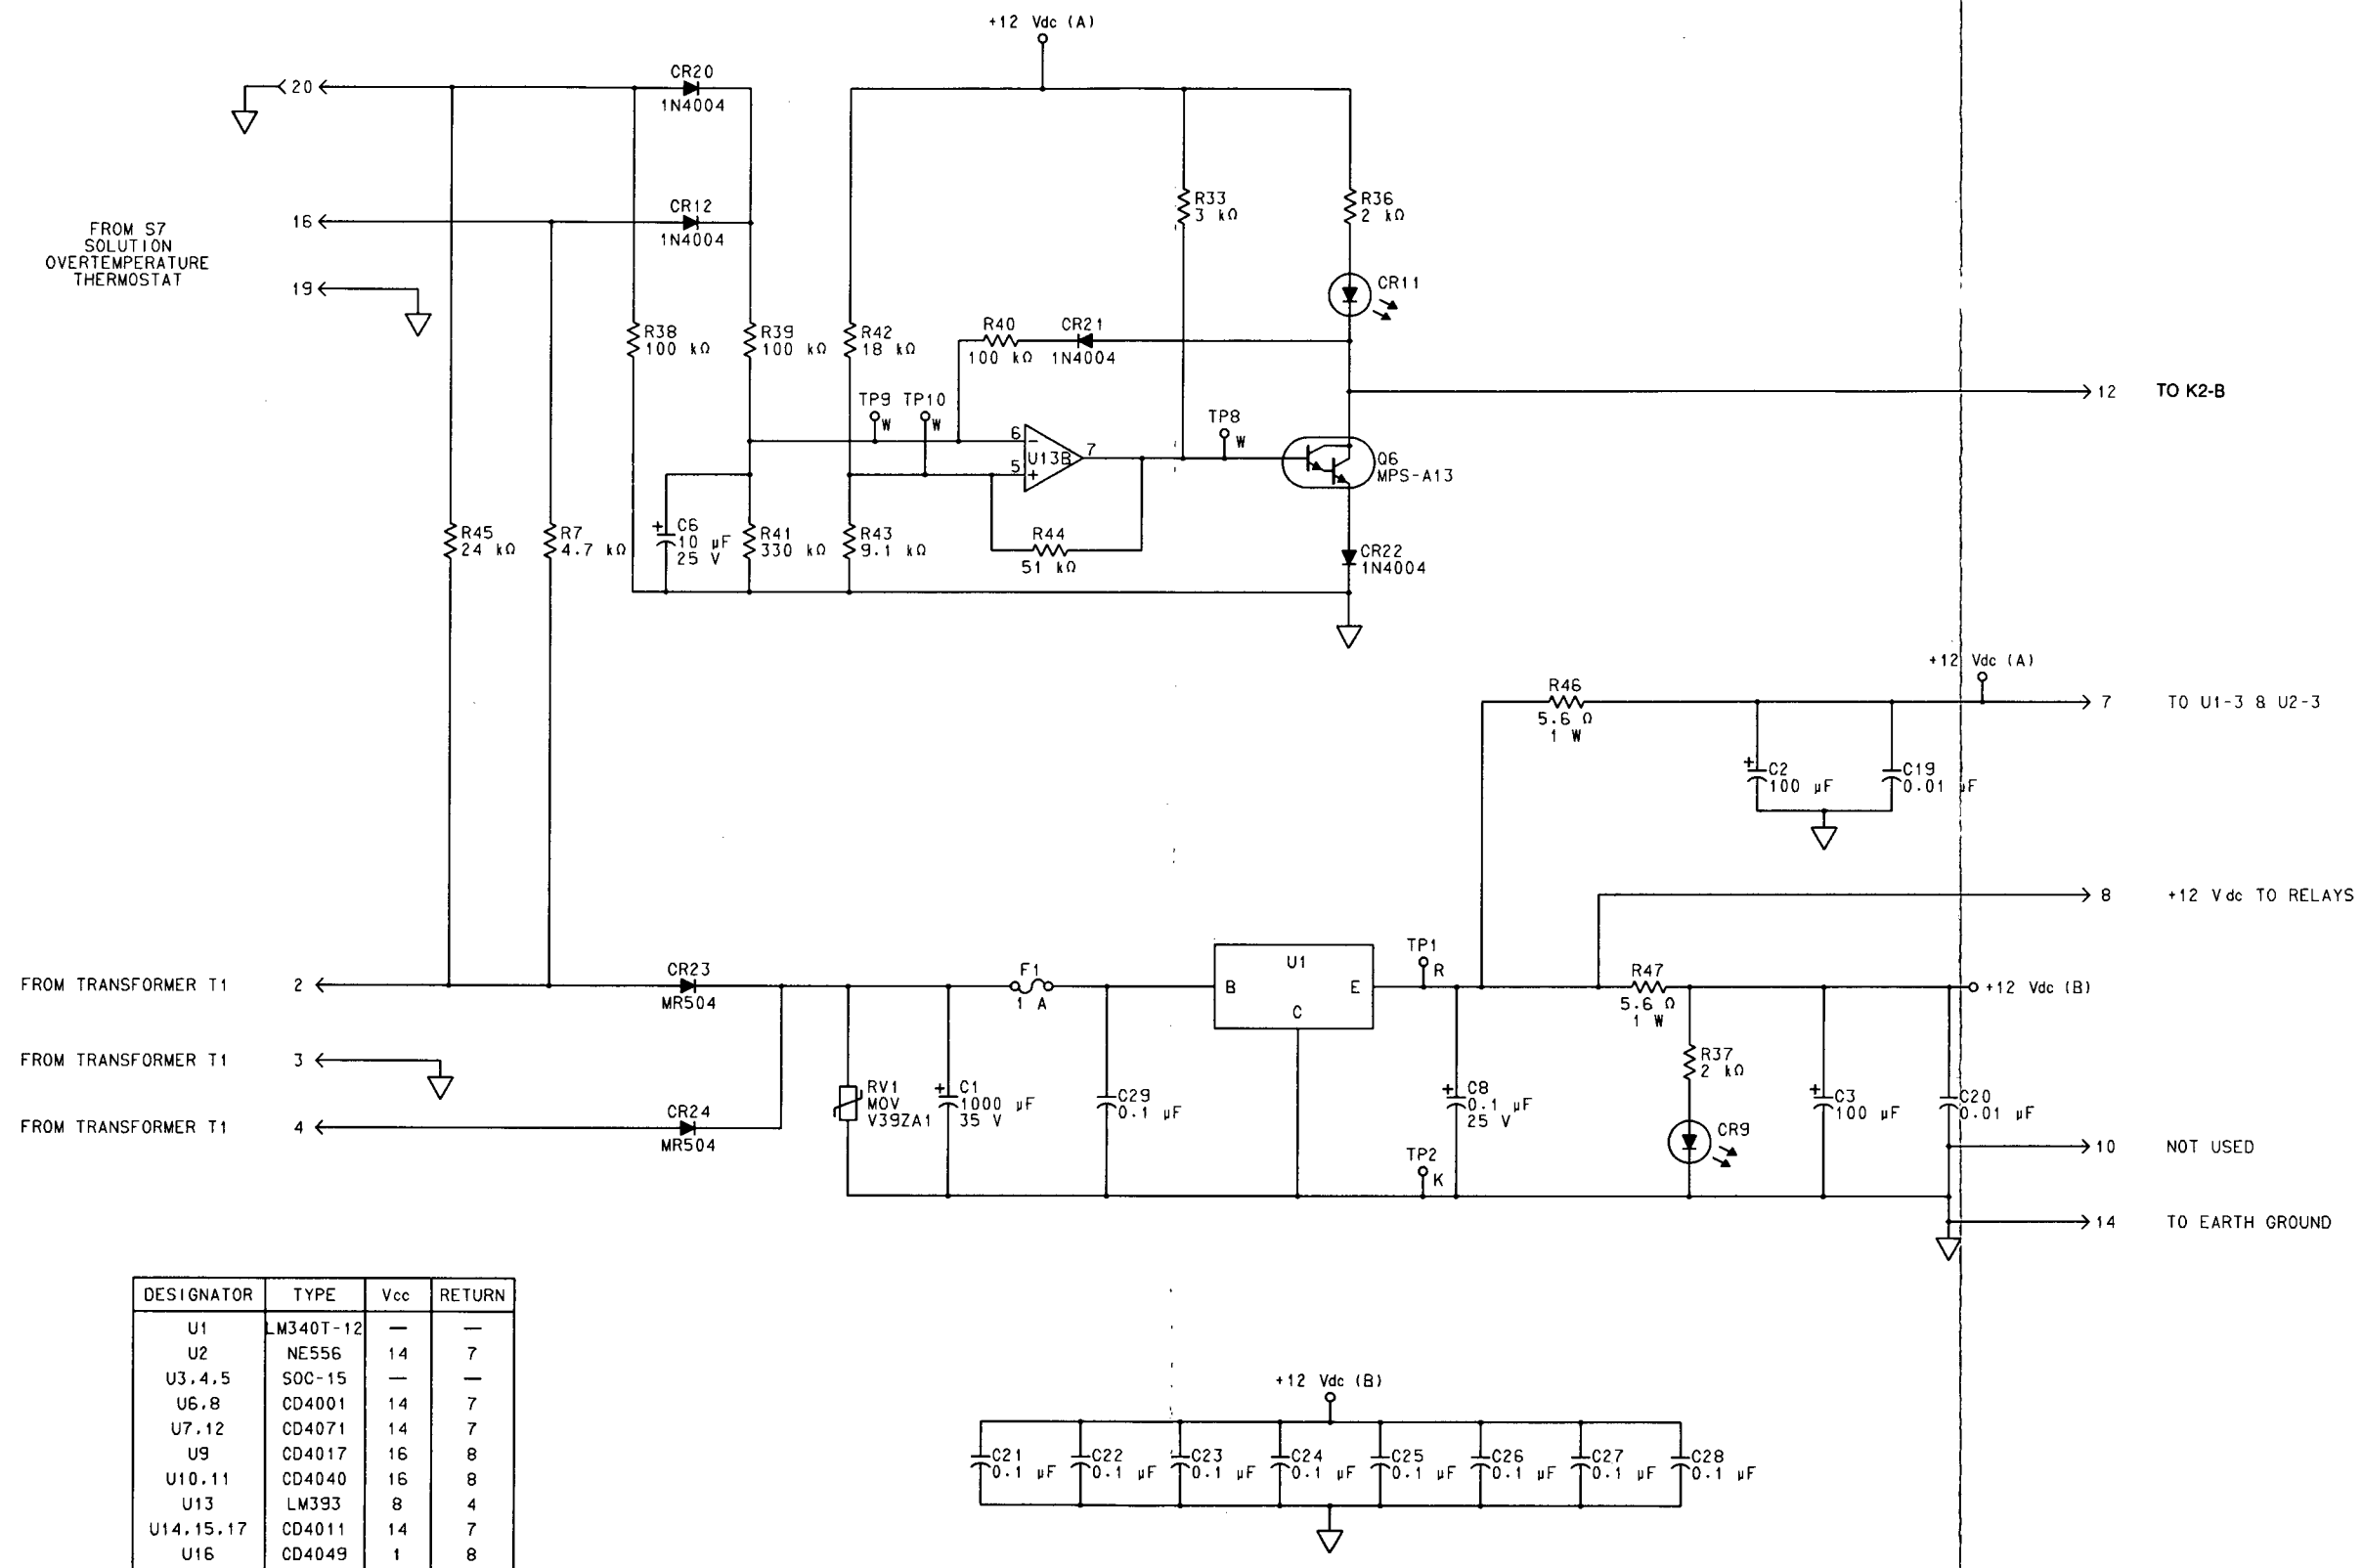 +12 Vdc (A)
20
CR20
1N4004
FROM S7
SOLUTION
OVERTEMPERATURE
THERMOSTAT
16
CR12
1N4004
19
R33
3 kΩ
R36
2 kΩ
CR11
R38
100 kΩ
R39
100 kΩ
R42
18 kΩ
R40
100 kΩ
CR21
1N4004
12 TO K2-B
TP9
W
TP10
W
TP8
W
6
-
U13B
7
5
+
Q6
MPS-A13
R45
24 kΩ
R7
4.7 kΩ
+
C6
10 µF
25 V
R41
330 kΩ
R43
9.1 kΩ
R44
51 kΩ
CR22
1N4004
+12 Vdc (A)
R46
5.6 Ω
1 W
7 TO U1-3 & U2-3
+
C2
100 µF
C19
0.01 µF
8 +12 Vdc TO RELAYS
FROM TRANSFORMER T1 2
CR23
MR504
F1
1 A
U1
B
E
C
TP1
R
R47
5.6 Ω
1 W
+12 Vdc (B)
FROM TRANSFORMER T1 3
FROM TRANSFORMER T1 4
CR24
MR504
RV1
MOV
V39ZA1
+
C1
1000 µF
35 V
C29
0.1 µF
+
C8
0.1 µF
25 V
TP2
K
R37
2 kΩ
CR9
+
C3
100 µF
C20
0.01 µF
10 NOT USED
14 TO EARTH GROUND
DESIGNATOR TYPE Vcc RETURN
U1 LM340T-12 — —
U2 NE556 14 7
U3,4,5 SOC-15 — —
U6,8 CD4001 14 7
U7,12 CD4071 14 7
U9 CD4017 16 8
U10,11 CD4040 16 8
U13 LM393 8 4
U14,15,17 CD4011 14 7
U16 CD4049 1 8
+12 Vdc (B)
C21
0.1 µF
C22
0.1 µF
C23
0.1 µF
C24
0.1 µF
C25
0.1 µF
C26
0.1 µF
C27
0.1 µF
C28
0.1 µF